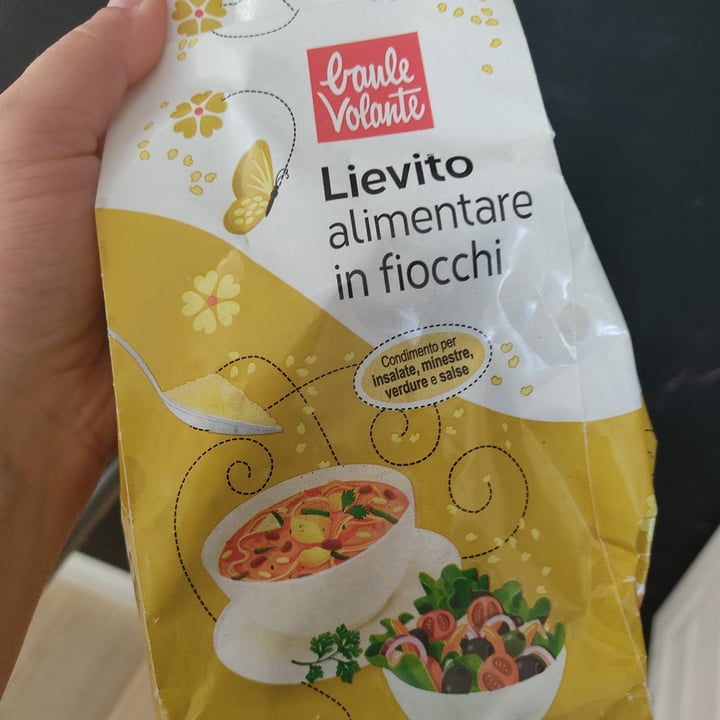 baule
Volante
Lievito
alimentare
in fiocchi
Condimento per
insalate, minestre,
verdure e salse